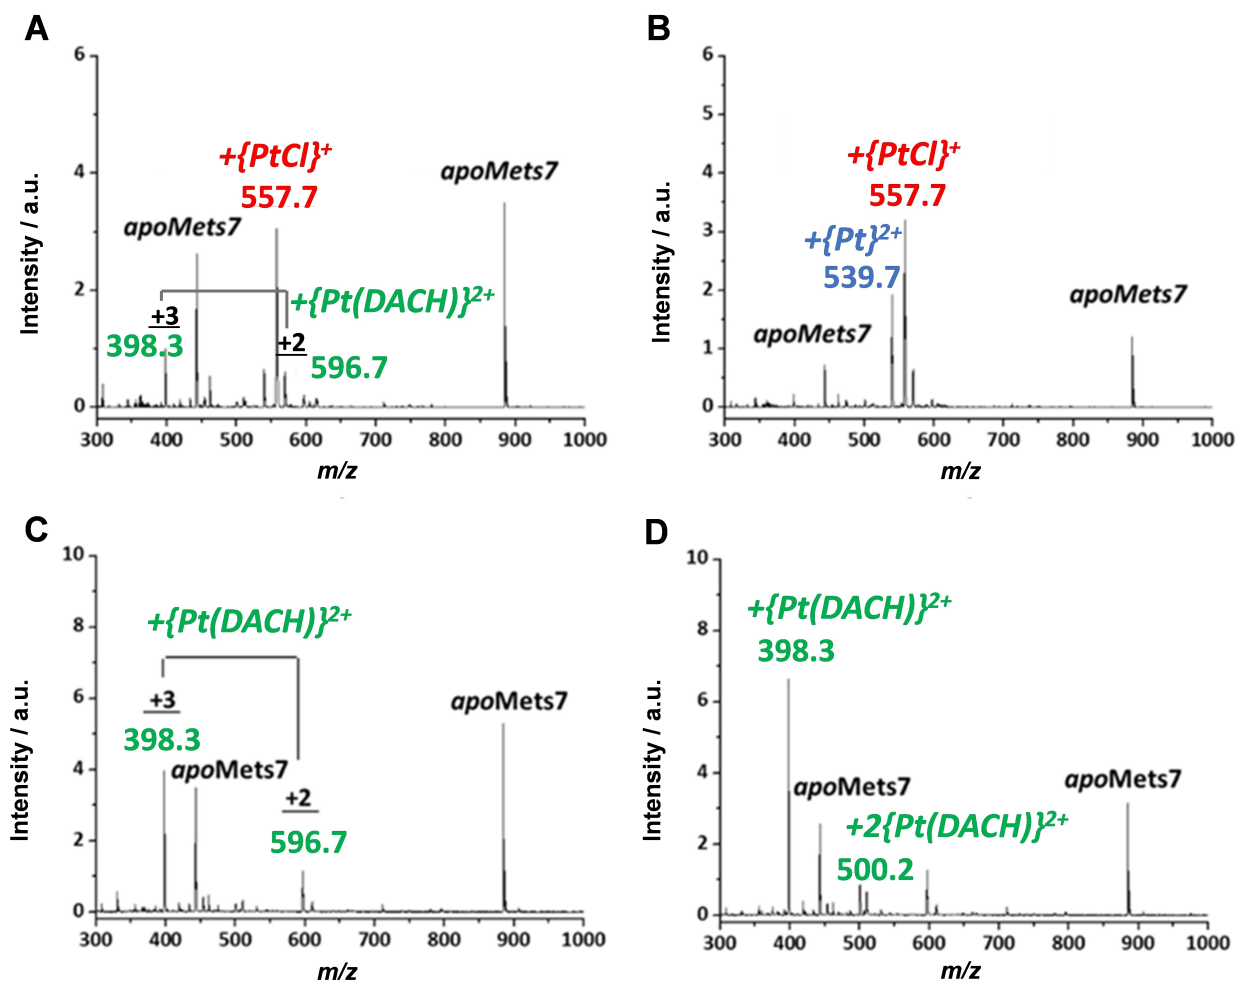 A
6
4
2
0
Intensity / a.u.
+{PtCl}⁺
557.7
apoMets7
apoMets7
+{Pt(DACH)}²⁺
+3
398.3
+2
596.7
300 400 500 600 700 800 900 1000
m/z
B
6
5
4
3
2
1
0
Intensity / a.u.
+{PtCl}⁺
557.7
+{Pt}²⁺
539.7
apoMets7
apoMets7
300 400 500 600 700 800 900 1000
m/z
C
10
8
6
4
2
0
Intensity / a.u.
+{Pt(DACH)}²⁺
+3
398.3
apoMets7
apoMets7
+2
596.7
300 400 500 600 700 800 900 1000
m/z
D
10
8
6
4
2
0
Intensity / a.u.
+{Pt(DACH)}²⁺
398.3
apoMets7
apoMets7
+2{Pt(DACH)}²⁺
500.2
300 400 500 600 700 800 900 1000
m/z